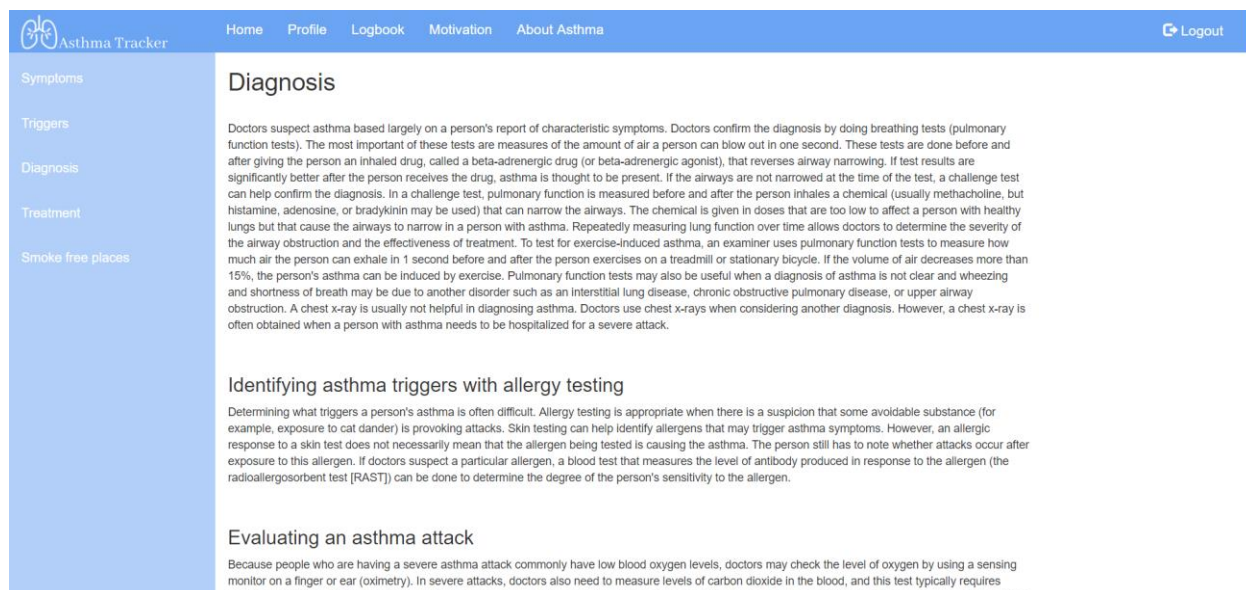 Asthma Tracker
Home Profile Logbook Motivation About Asthma
Logout
Symptoms
Triggers
Diagnosis
Treatment
Smoke free places
Diagnosis
Doctors suspect asthma based largely on a person's report of characteristic symptoms. Doctors confirm the diagnosis by doing breathing tests (pulmonary
function tests). The most important of these tests are measures of the amount of air a person can blow out in one second. These tests are done before and
after giving the person an inhaled drug, called a beta-adrenergic drug (or beta-adrenergic agonist), that reverses airway narrowing. If test results are
significantly better after the person receives the drug, asthma is thought to be present. If the airways are not narrowed at the time of the test, a challenge test
can help confirm the diagnosis. In a challenge test, pulmonary function is measured before and after the person inhales a chemical (usually methacholine, but
histamine, adenosine, or bradykinin may be used) that can narrow the airways. The chemical is given in doses that are too low to affect a person with healthy
lungs but that cause the airways to narrow in a person with asthma. Repeatedly measuring lung function over time allows doctors to determine the severity of
the airway obstruction and the effectiveness of treatment. To test for exercise-induced asthma, an examiner uses pulmonary function tests to measure how
much air the person can exhale in 1 second before and after the person exercises on a treadmill or stationary bicycle. If the volume of air decreases more than
15%, the person's asthma can be induced by exercise. Pulmonary function tests may also be useful when a diagnosis of asthma is not clear and wheezing
and shortness of breath may be due to another disorder such as an interstitial lung disease, chronic obstructive pulmonary disease, or upper airway
obstruction. A chest x-ray is usually not helpful in diagnosing asthma. Doctors use chest x-rays when considering another diagnosis. However, a chest x-ray is
often obtained when a person with asthma needs to be hospitalized for a severe attack.
Identifying asthma triggers with allergy testing
Determining what triggers a person's asthma is often difficult. Allergy testing is appropriate when there is a suspicion that some avoidable substance (for
example, exposure to cat dander) is provoking attacks. Skin testing can help identify allergens that may trigger asthma symptoms. However, an allergic
response to a skin test does not necessarily mean that the allergen being tested is causing the asthma. The person still has to note whether attacks occur after
exposure to this allergen. If doctors suspect a particular allergen, a blood test that measures the level of antibody produced in response to the allergen (the
radioallergosorbent test [RAST]) can be done to determine the degree of the person's sensitivity to the allergen.
Evaluating an asthma attack
Because people who are having a severe asthma attack commonly have low blood oxygen levels, doctors may check the level of oxygen by using a sensing
monitor on a finger or ear (oximetry). In severe attacks, doctors also need to measure levels of carbon dioxide in the blood, and this test typically requires